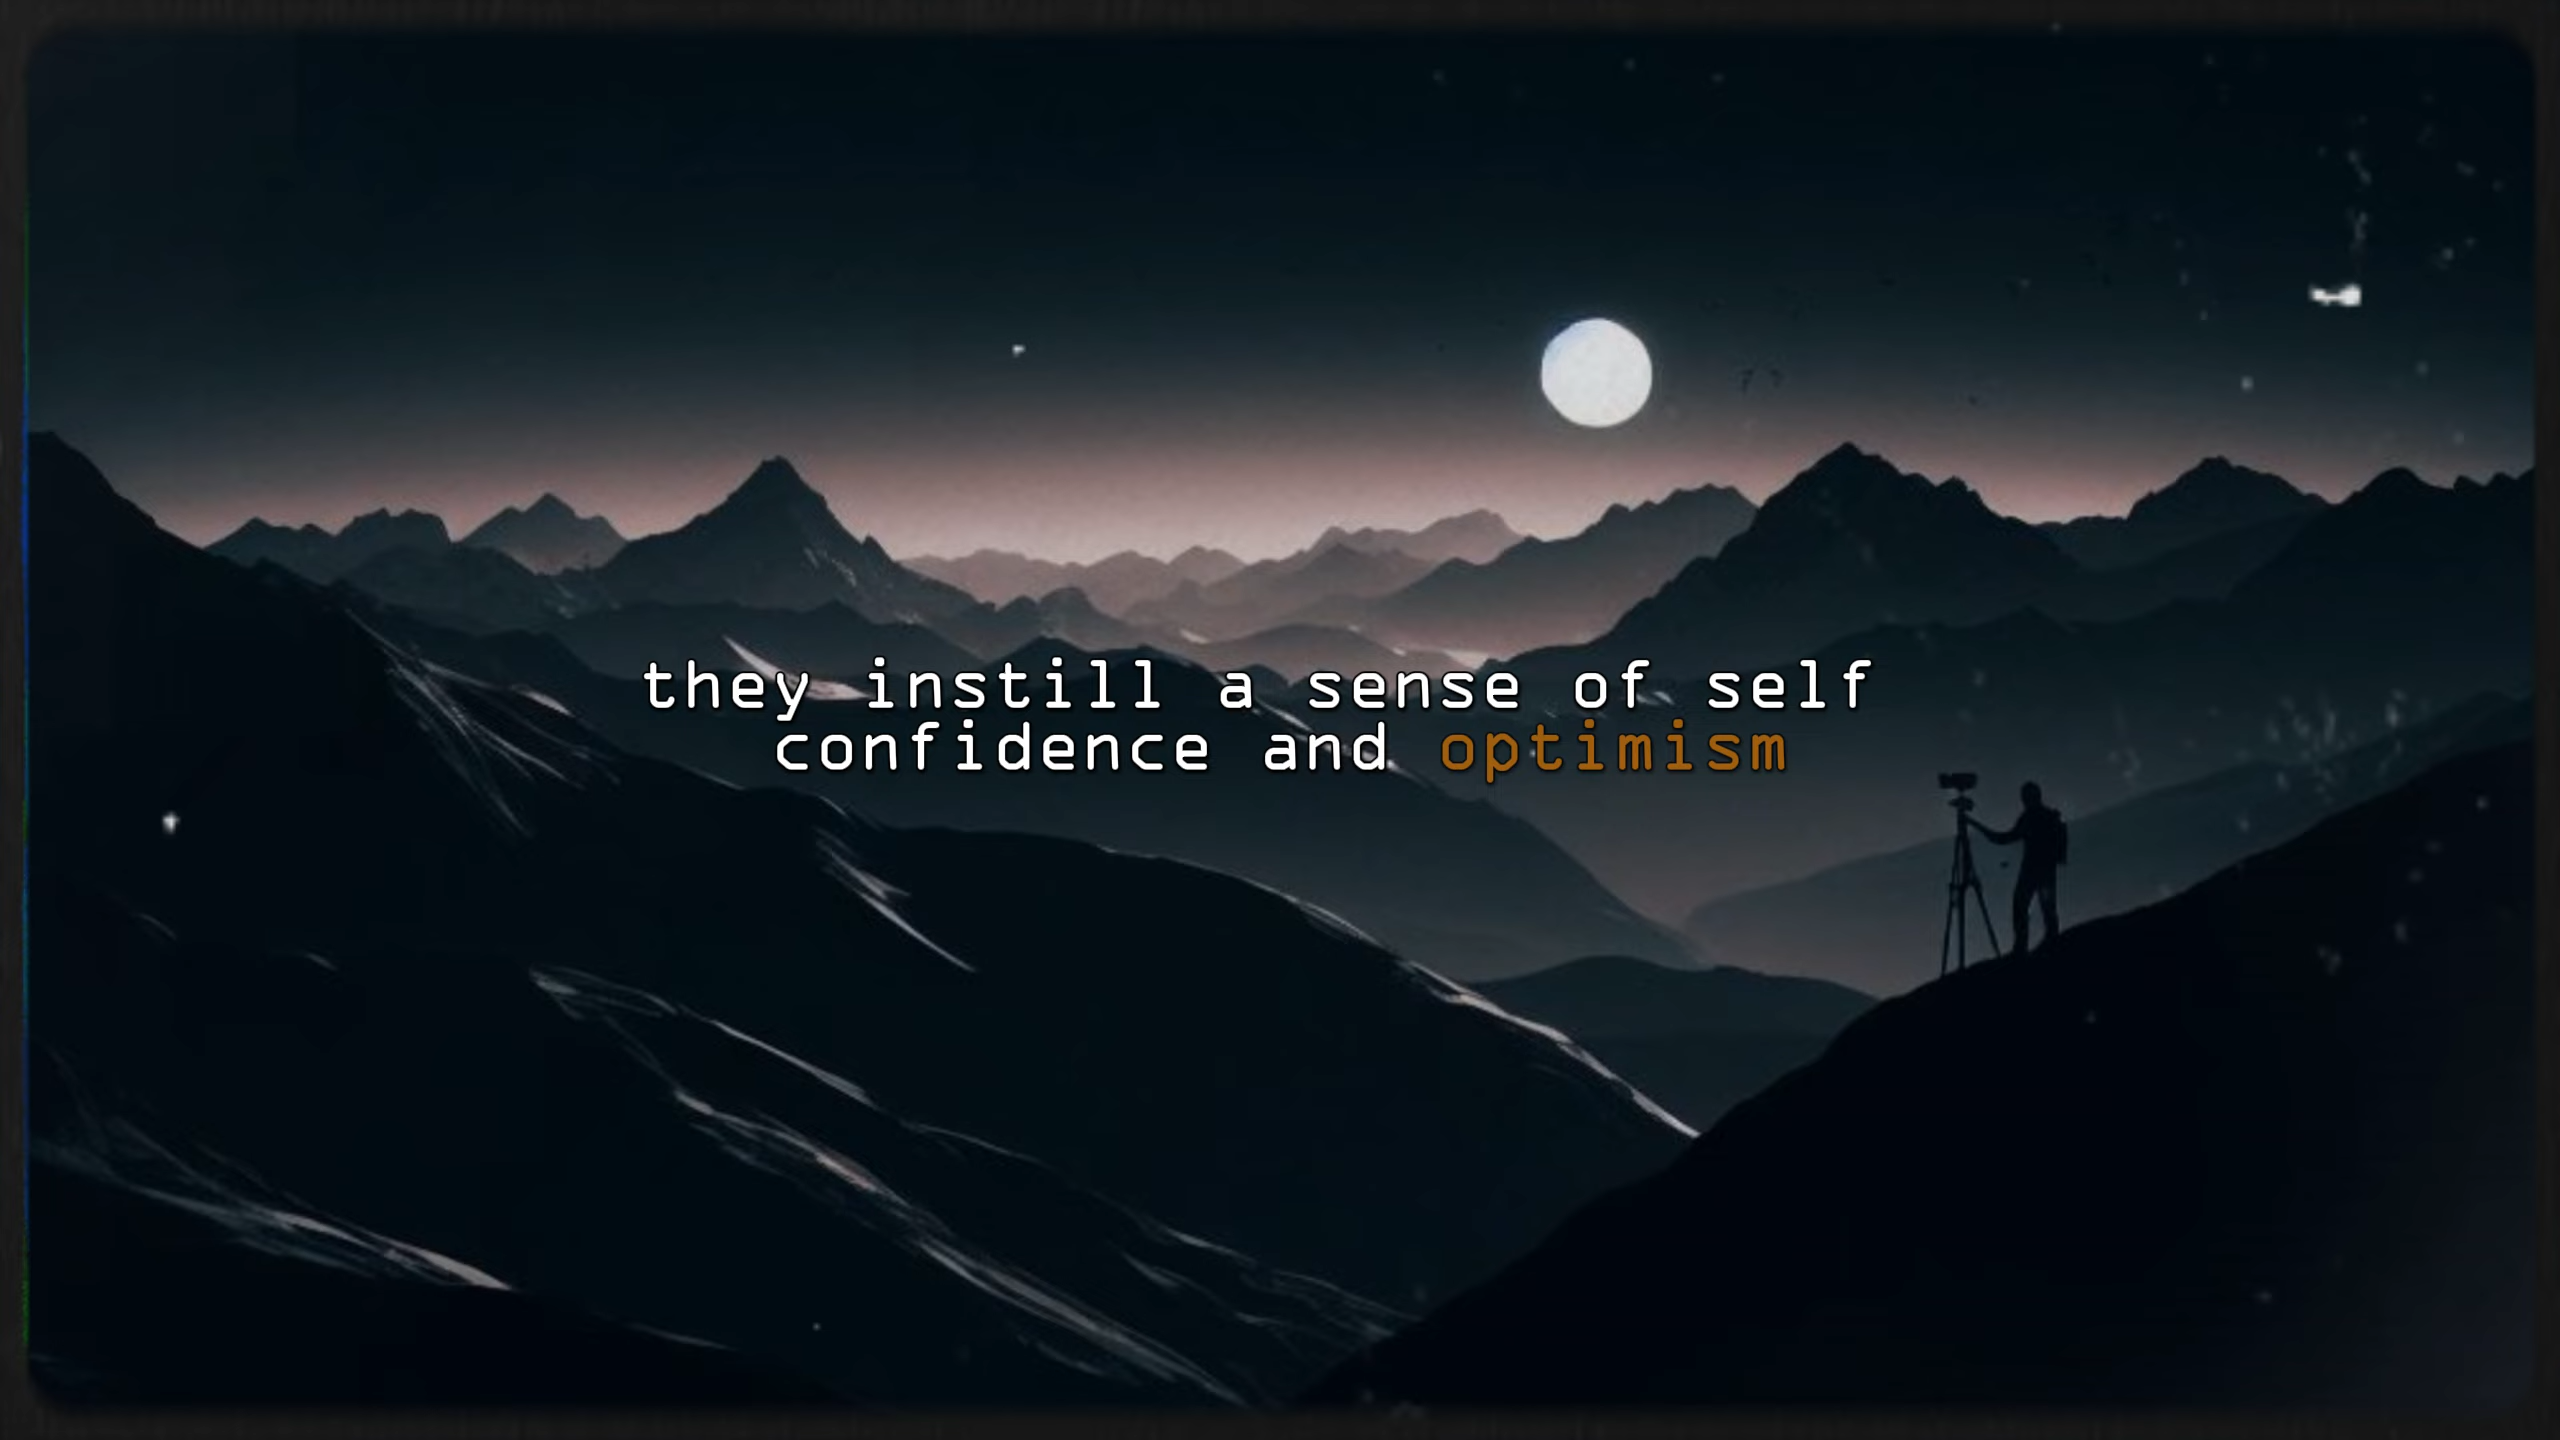 they instill a sense of self
confidence and optimism